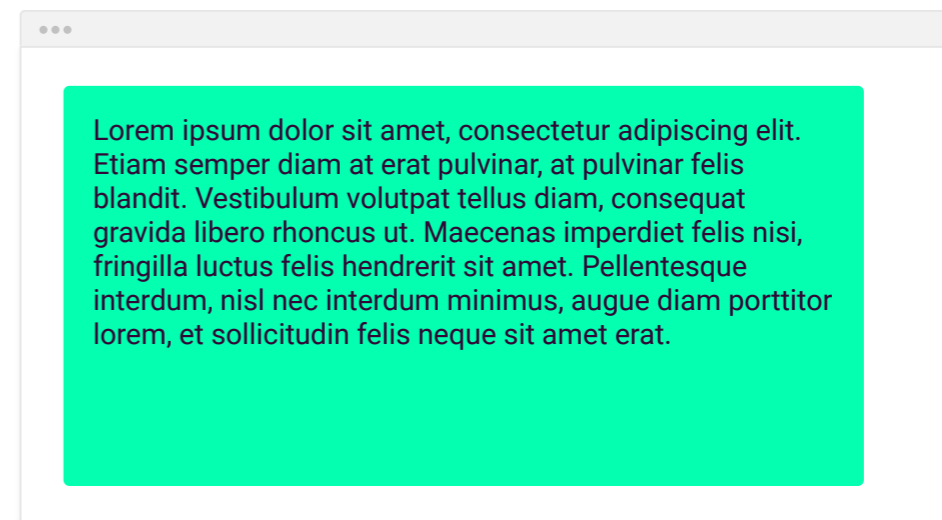 Lorem ipsum dolor sit amet, consectetur adipiscing elit.
Etiam semper diam at erat pulvinar, at pulvinar felis
blandit. Vestibulum volutpat tellus diam, consequat
gravida libero rhoncus ut. Maecenas imperdiet felis nisi,
fringilla luctus felis hendrerit sit amet. Pellentesque
interdum, nisl nec interdum minimus, augue diam porttitor
lorem, et sollicitudin felis neque sit amet erat.